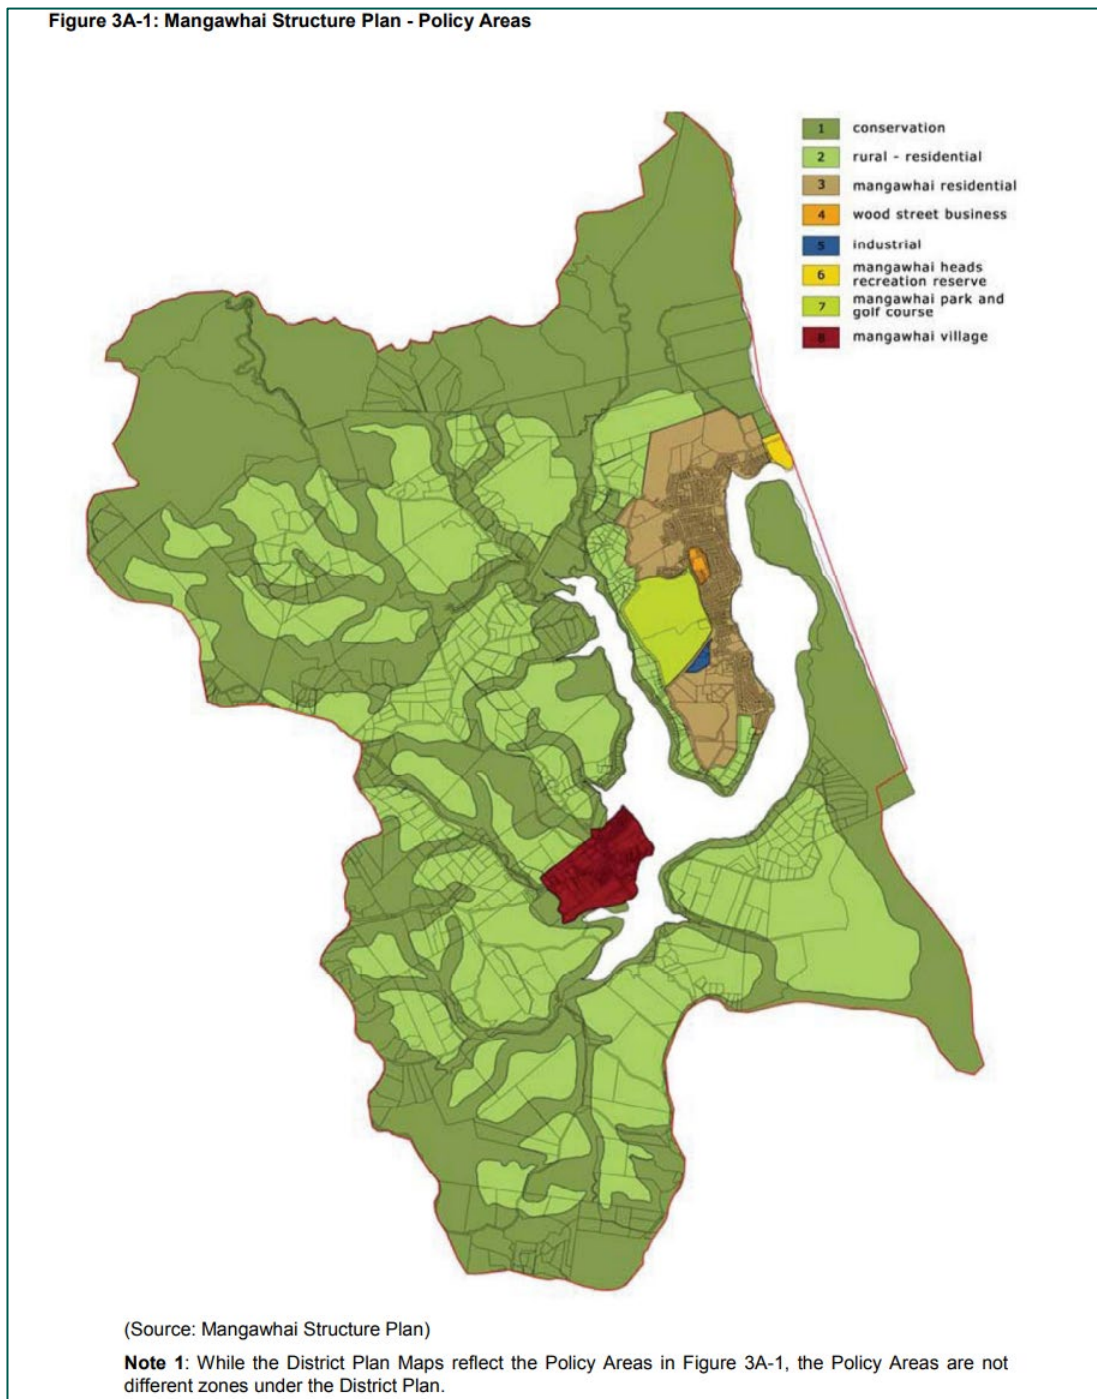 Figure 3A-1: Mangawhai Structure Plan - Policy Areas
1 conservation
2 rural - residential
3 mangawhai residential
4 wood street business
5 industrial
6 mangawhai heads
recreation reserve
7 mangawhai park and
golf course
8 mangawhai village
(Source: Mangawhai Structure Plan)
Note 1: While the District Plan Maps reflect the Policy Areas in Figure 3A-1, the Policy Areas are not
different zones under the District Plan.